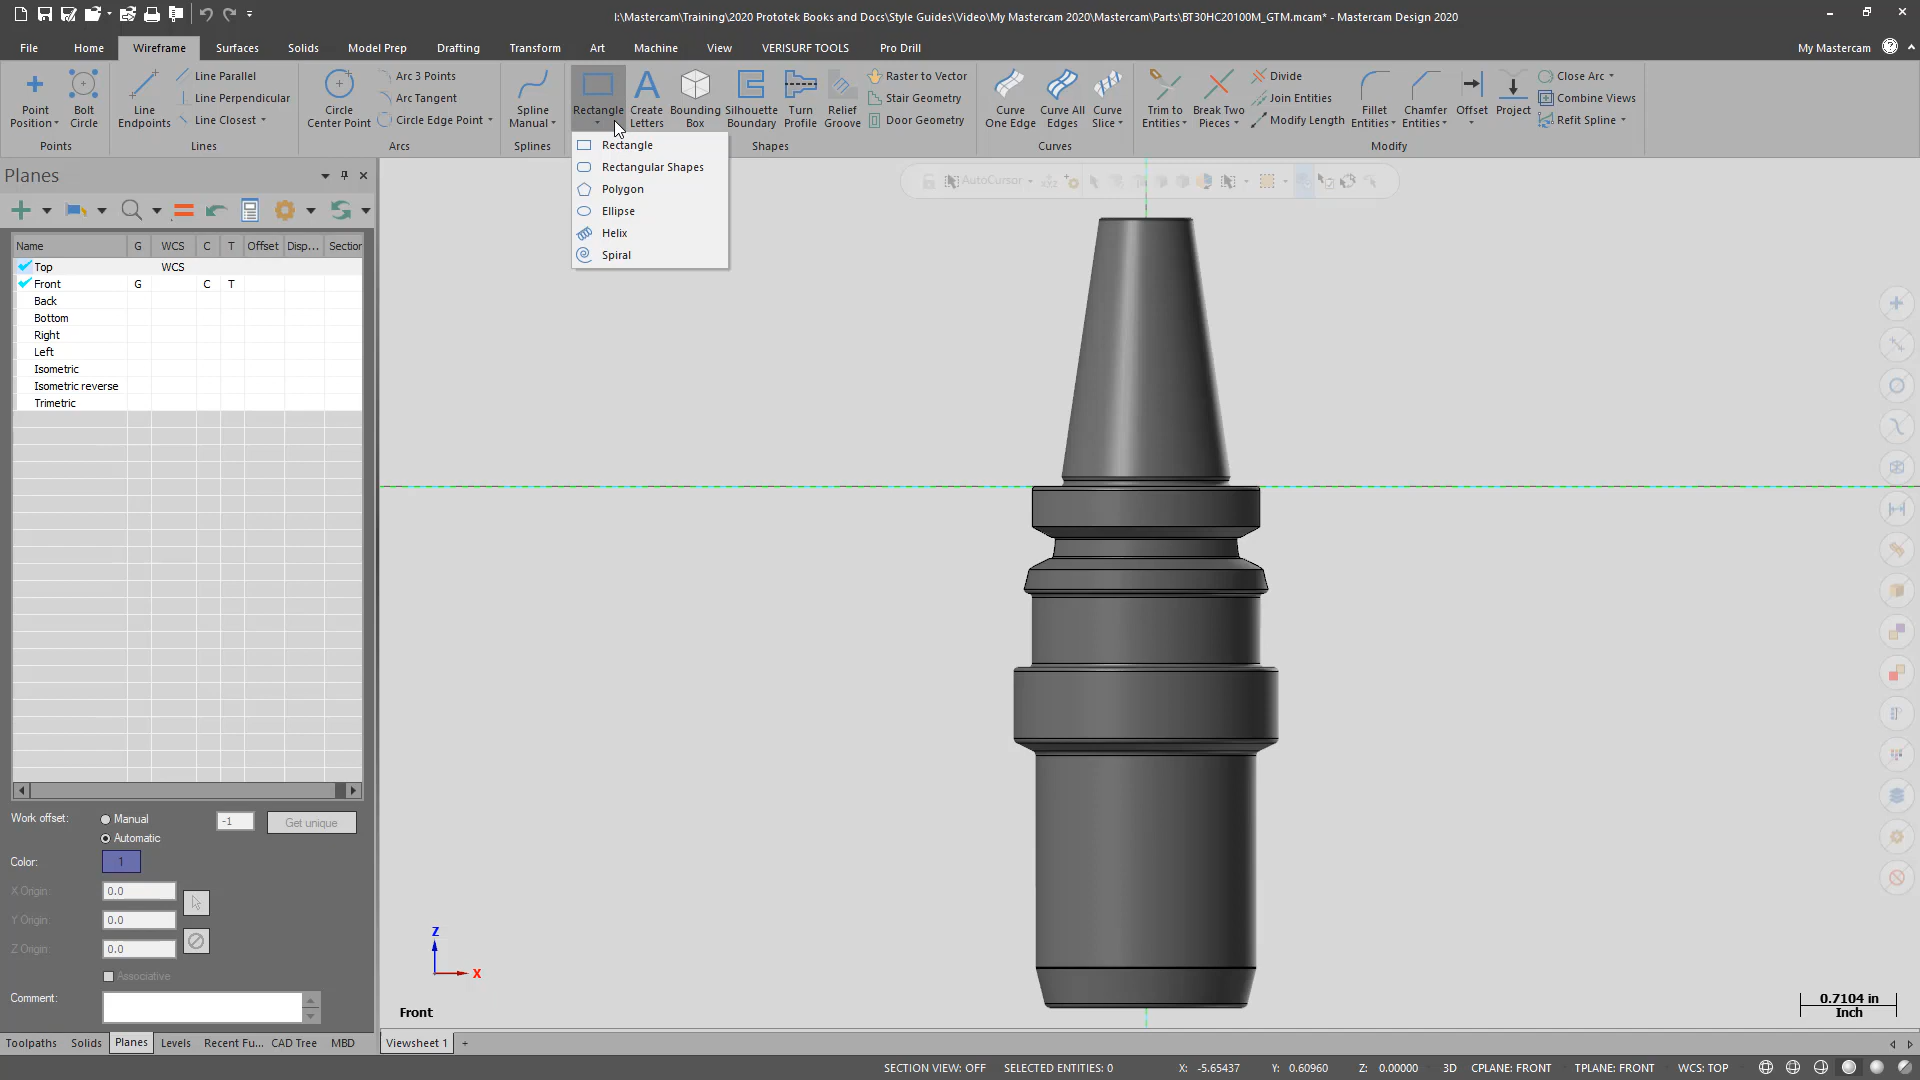 I:\Mastercam\Training\2020 Prototek Books and Docs\Style Guides\Video\My Mastercam 2020\Mastercam\Parts\BT30HC20100M_GTM.mcam* - Mastercam Design 2020
File Home Wireframe Surfaces Solids Model Prep Drafting Transform Art Machine View VERISURF TOOLS Pro Drill My Mastercam
Point Position
Bolt Circle
Points
Line Endpoints
Line Parallel
Line Perpendicular
Line Closest
Lines
Circle Center Point
Arc 3 Points
Arc Tangent
Circle Edge Point
Arcs
Spline Manual
Splines
Rectangle
Create Letters
Bounding Box
Silhouette Boundary
Turn Profile
Relief Groove
Raster to Vector
Stair Geometry
Door Geometry
Shapes
Curve One Edge
Curve All Edges
Curve Slice
Curves
Trim to Entities
Break Two Pieces
Divide
Join Entities
Modify Length
Fillet Entities
Chamfer Entities
Offset
Project
Close Arc
Combine Views
Refit Spline
Modify
Rectangle
Rectangular Shapes
Polygon
Ellipse
Helix
Spiral
AutoCursor
Planes
Name G WCS C T Offset Disp... Section
Top WCS
Front G C T
Back
Bottom
Right
Left
Isometric
Isometric reverse
Trimetric
Work offset: Manual -1 Get unique
Automatic
Color: 1
X Origin: 0.0
Y Origin: 0.0
Z Origin: 0.0
Associative
Comment:
Z
X
Front
0.7104 in
Inch
Toolpaths Solids Planes Levels Recent Fu... CAD Tree MBD Viewsheet 1 +
SECTION VIEW: OFF SELECTED ENTITIES: 0 X: -5.65437 Y: 0.60960 Z: 0.00000 3D CPLANE: FRONT TPLANE: FRONT WCS: TOP